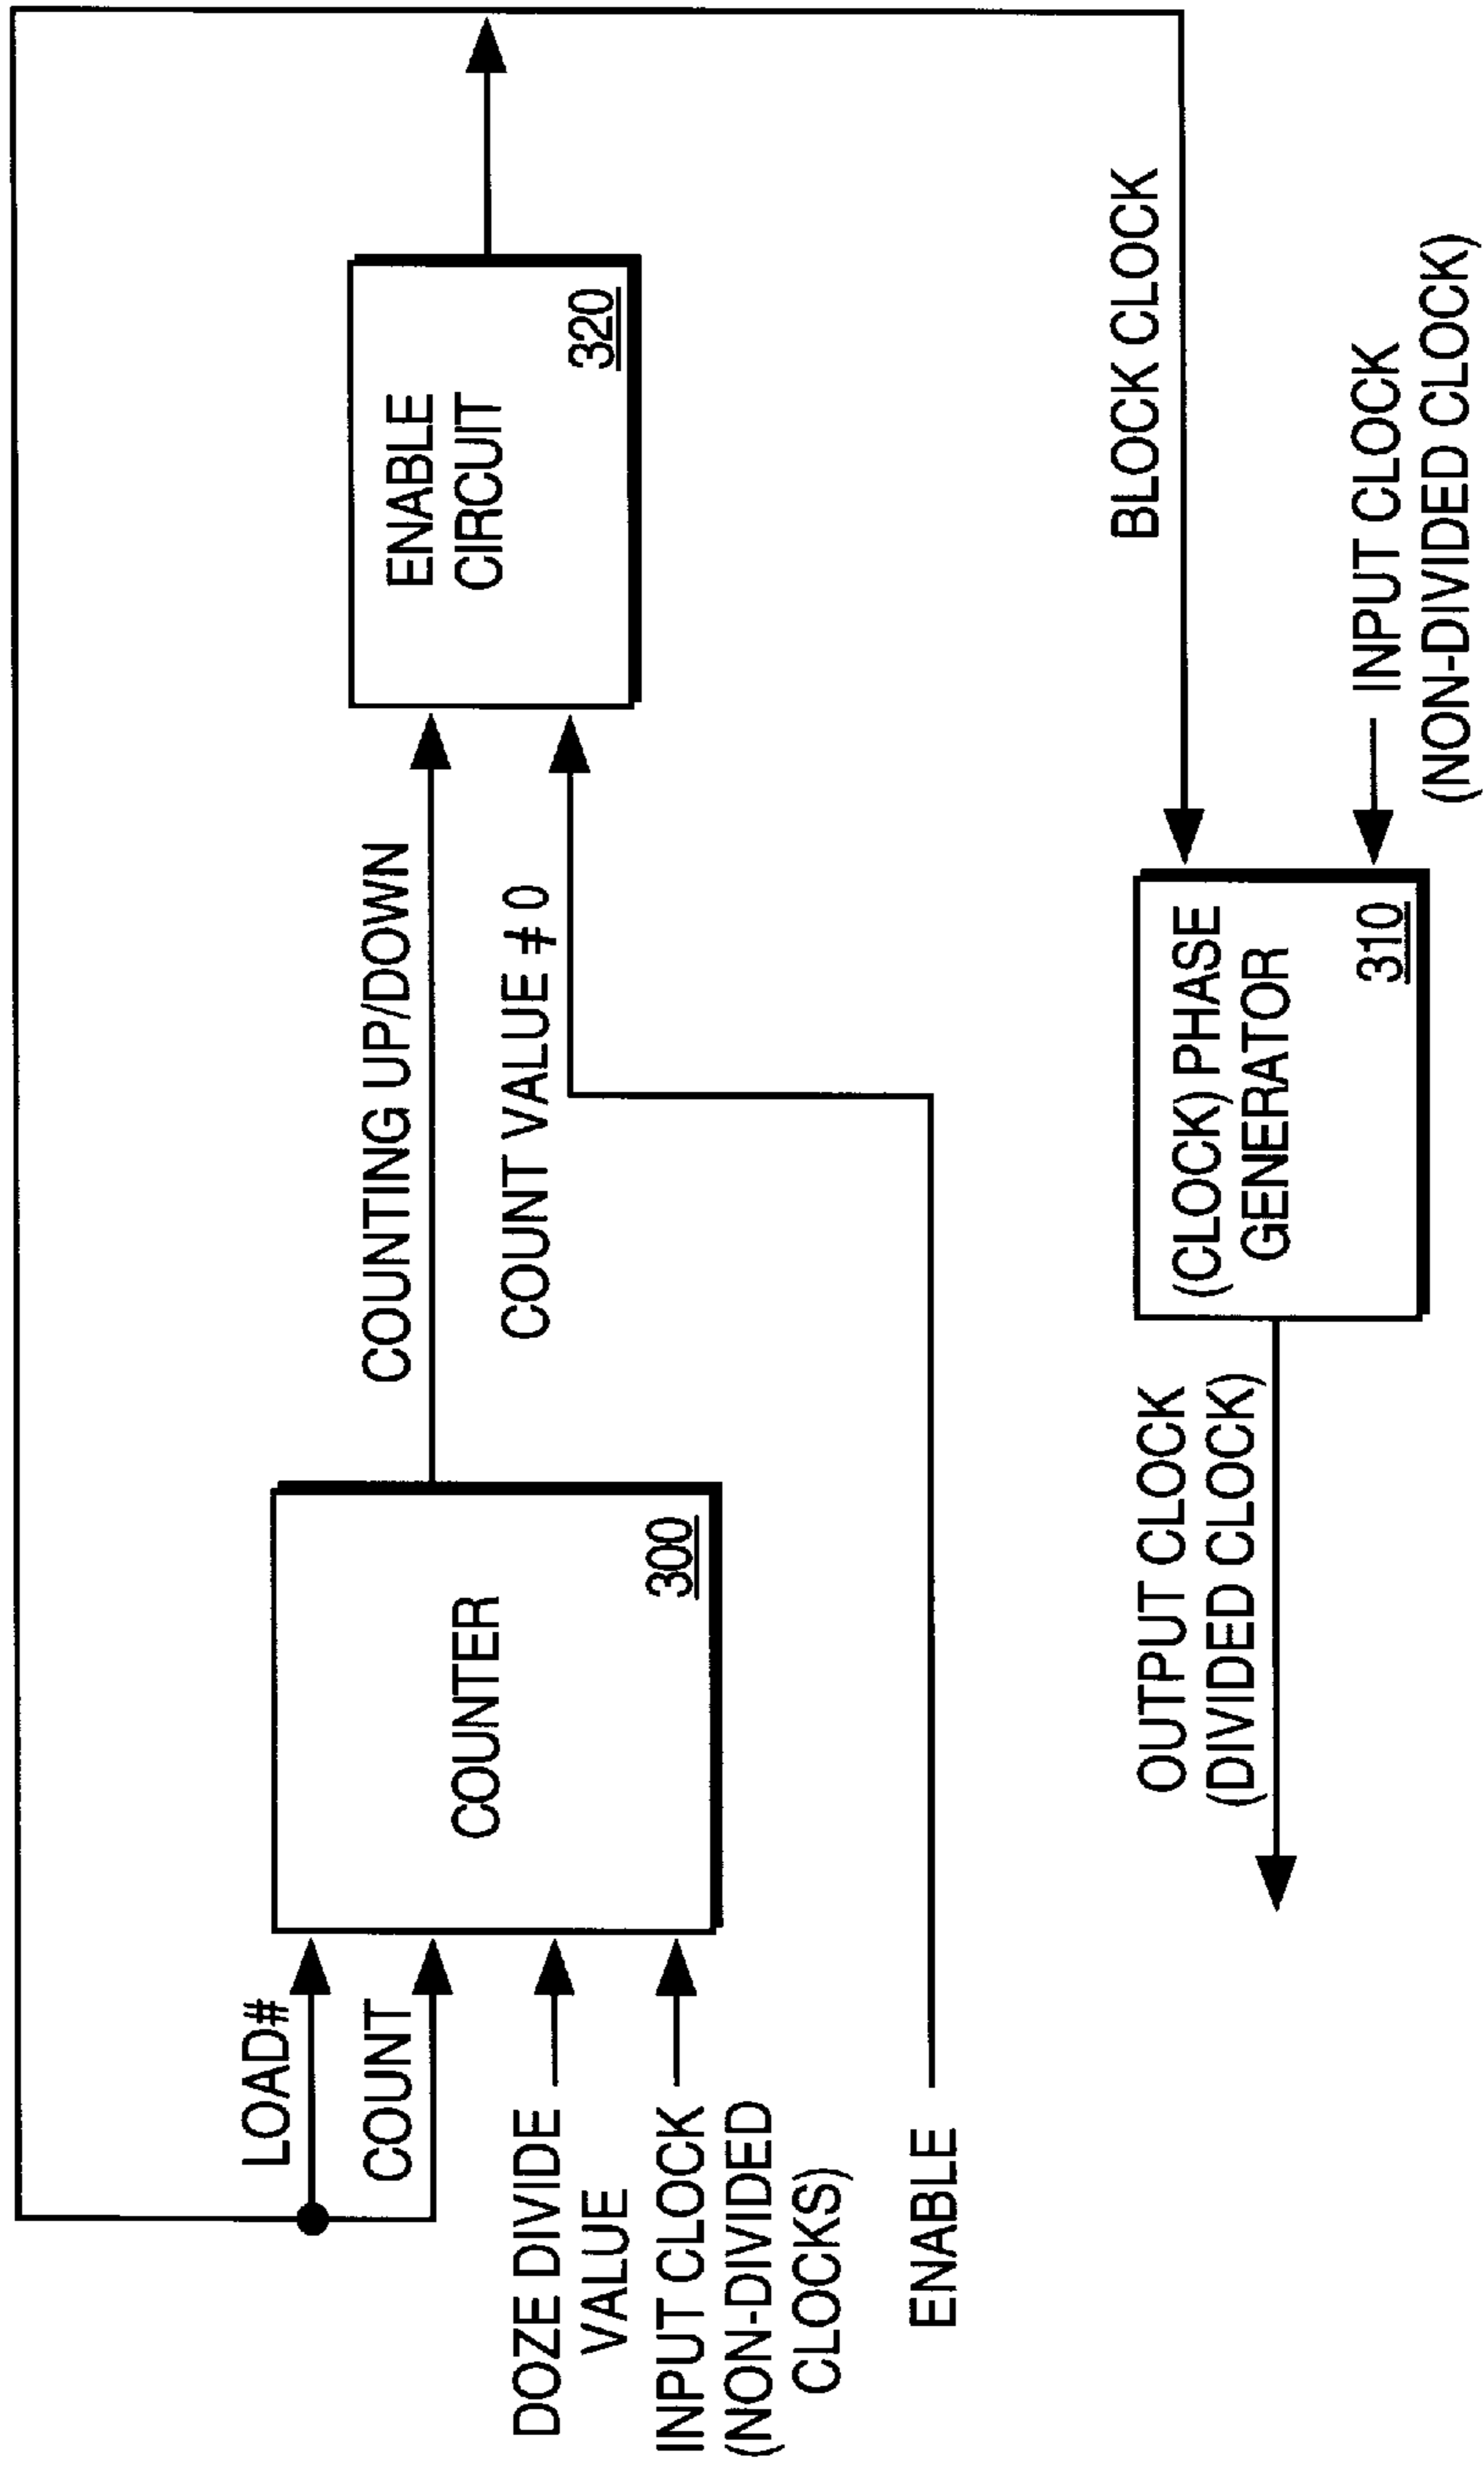 LOAD#
COUNT
DOZE DIVIDE
VALUE
INPUT CLOCK
(NON-DIVIDED
CLOCKS)
ENABLE
COUNTER
300
COUNTING UP/DOWN
COUNT VALUE ≠ 0
ENABLE
CIRCUIT
320
OUTPUT CLOCK
(DIVIDED CLOCK)
(CLOCK) PHASE
GENERATOR
310
BLOCK CLOCK
INPUT CLOCK
(NON-DIVIDED CLOCK)